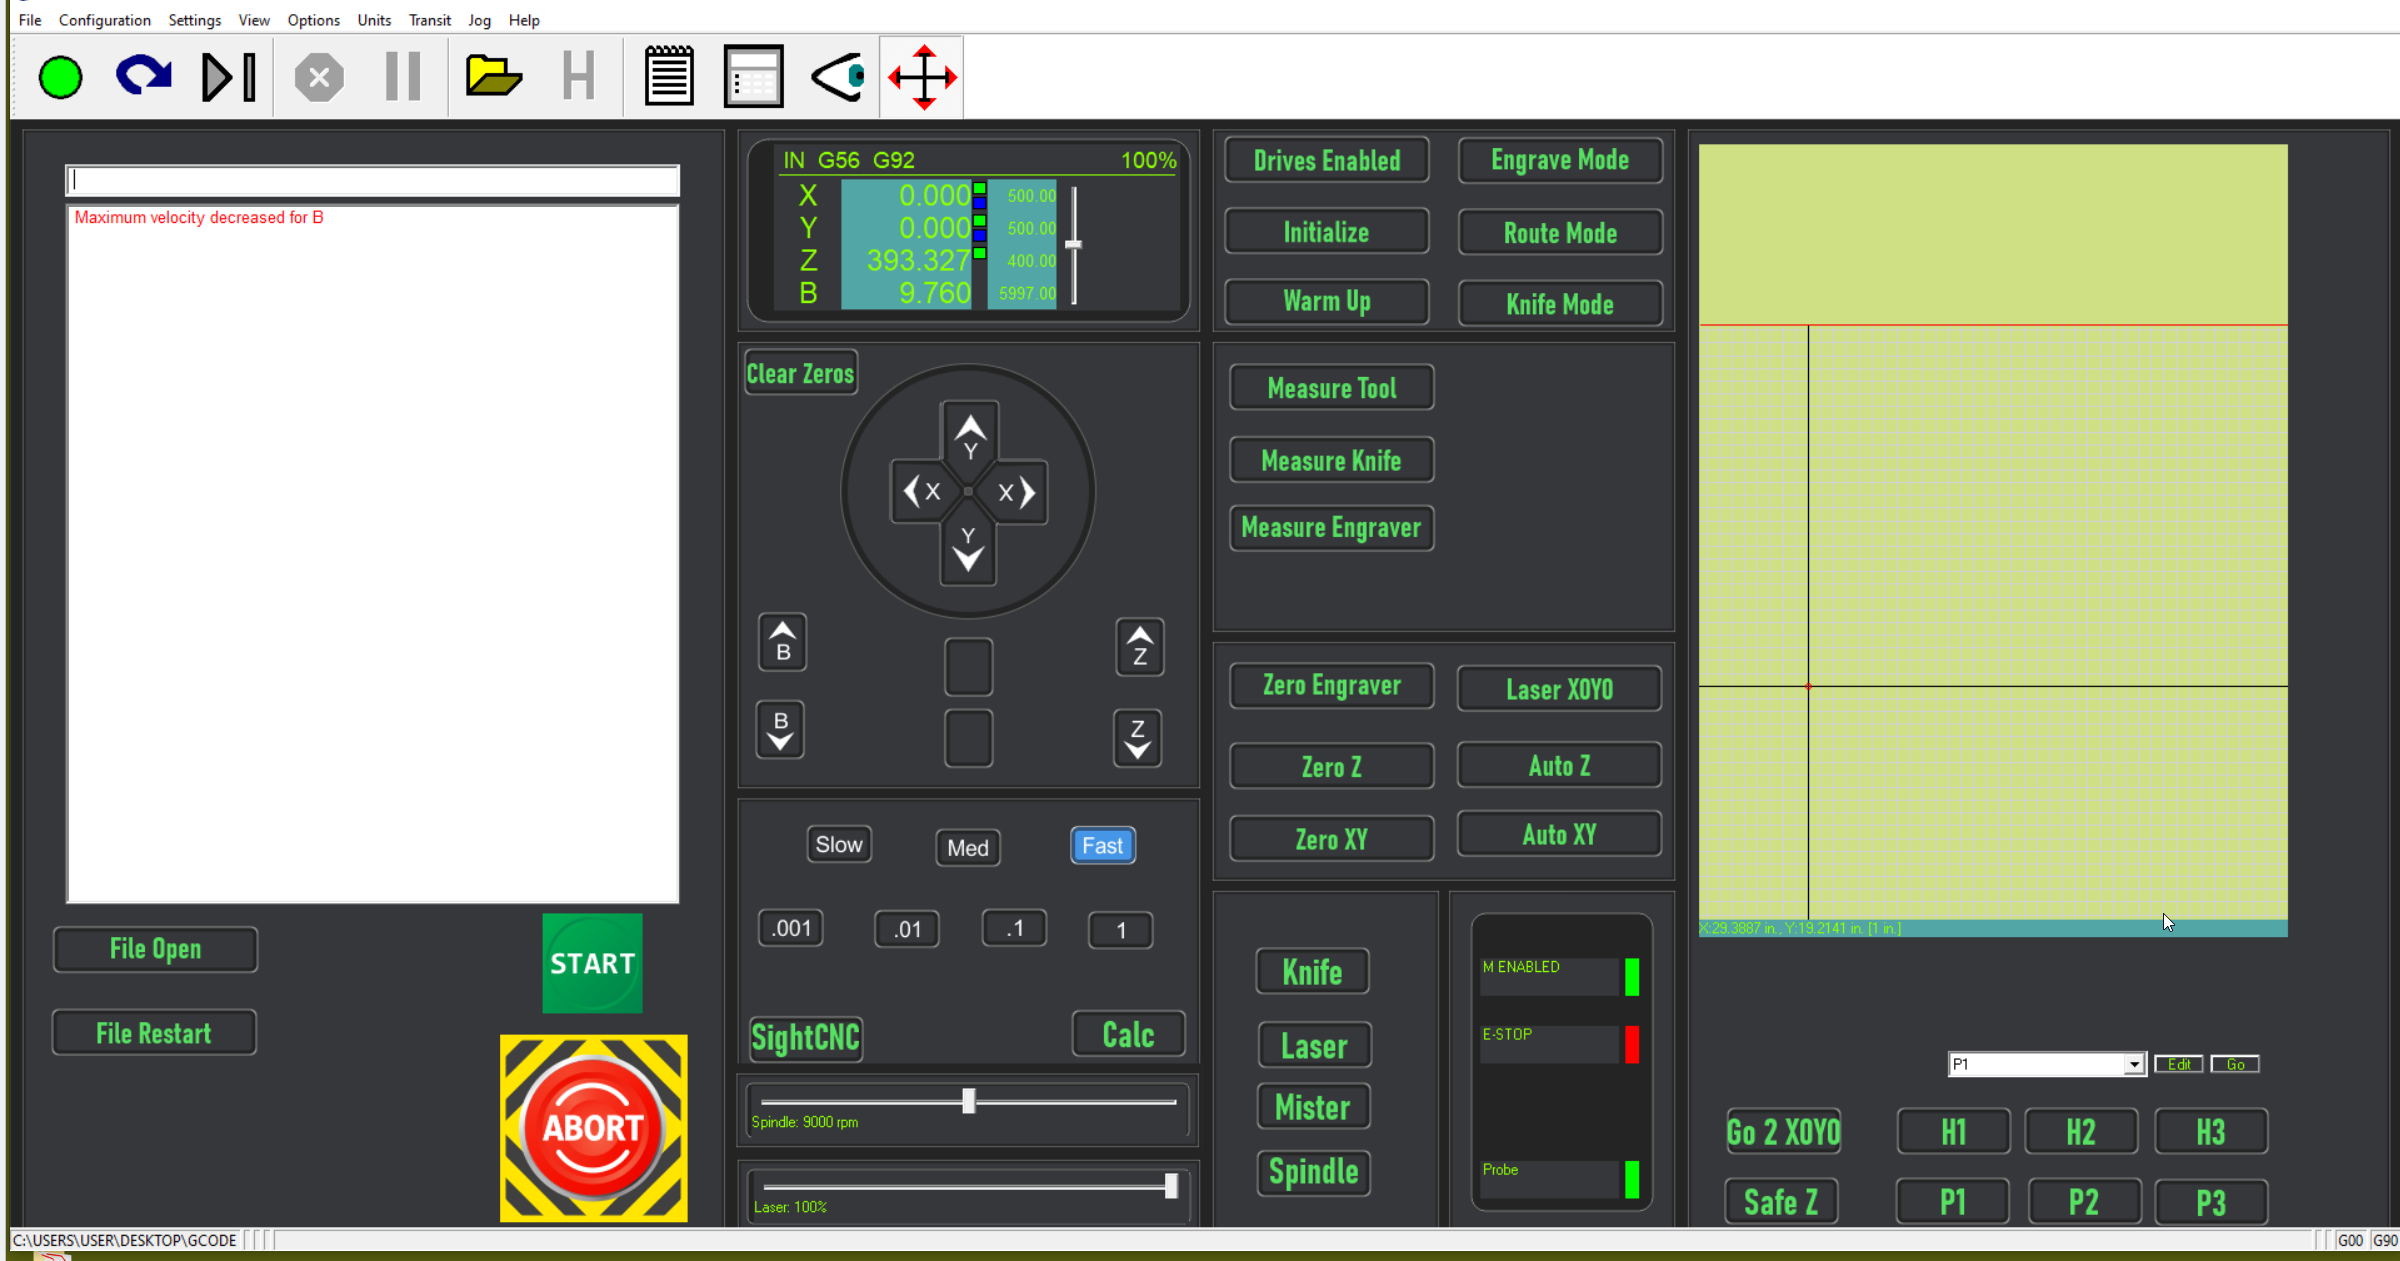 File Configuration Settings View Options Units Transit Jog Help
Maximum velocity decreased for B
File Open
START
File Restart
ABORT
IN G56 G92 100%
X 0.000 500.00
Y 0.000 500.00
Z 393.327 400.00
B 9.760 5997.00
Clear Zeros
Y
X X
Y
B Z
B Z
Slow Med Fast
.001 .01 .1 1
SightCNC Calc
Spindle: 9000 rpm
Laser: 100%
Drives Enabled Engrave Mode
Initialize Route Mode
Warm Up Knife Mode
Measure Tool
Measure Knife
Measure Engraver
Zero Engraver Laser X0Y0
Zero Z Auto Z
Zero XY Auto XY
Knife
Laser
Mister
Spindle
M ENABLED
E-STOP
Probe
X:29.3887 in., Y:19.2141 in. [1 in.]
P1 Edit Go
Go 2 X0Y0 H1 H2 H3
Safe Z P1 P2 P3
C:\USERS\USER\DESKTOP\GCODE G00 G90